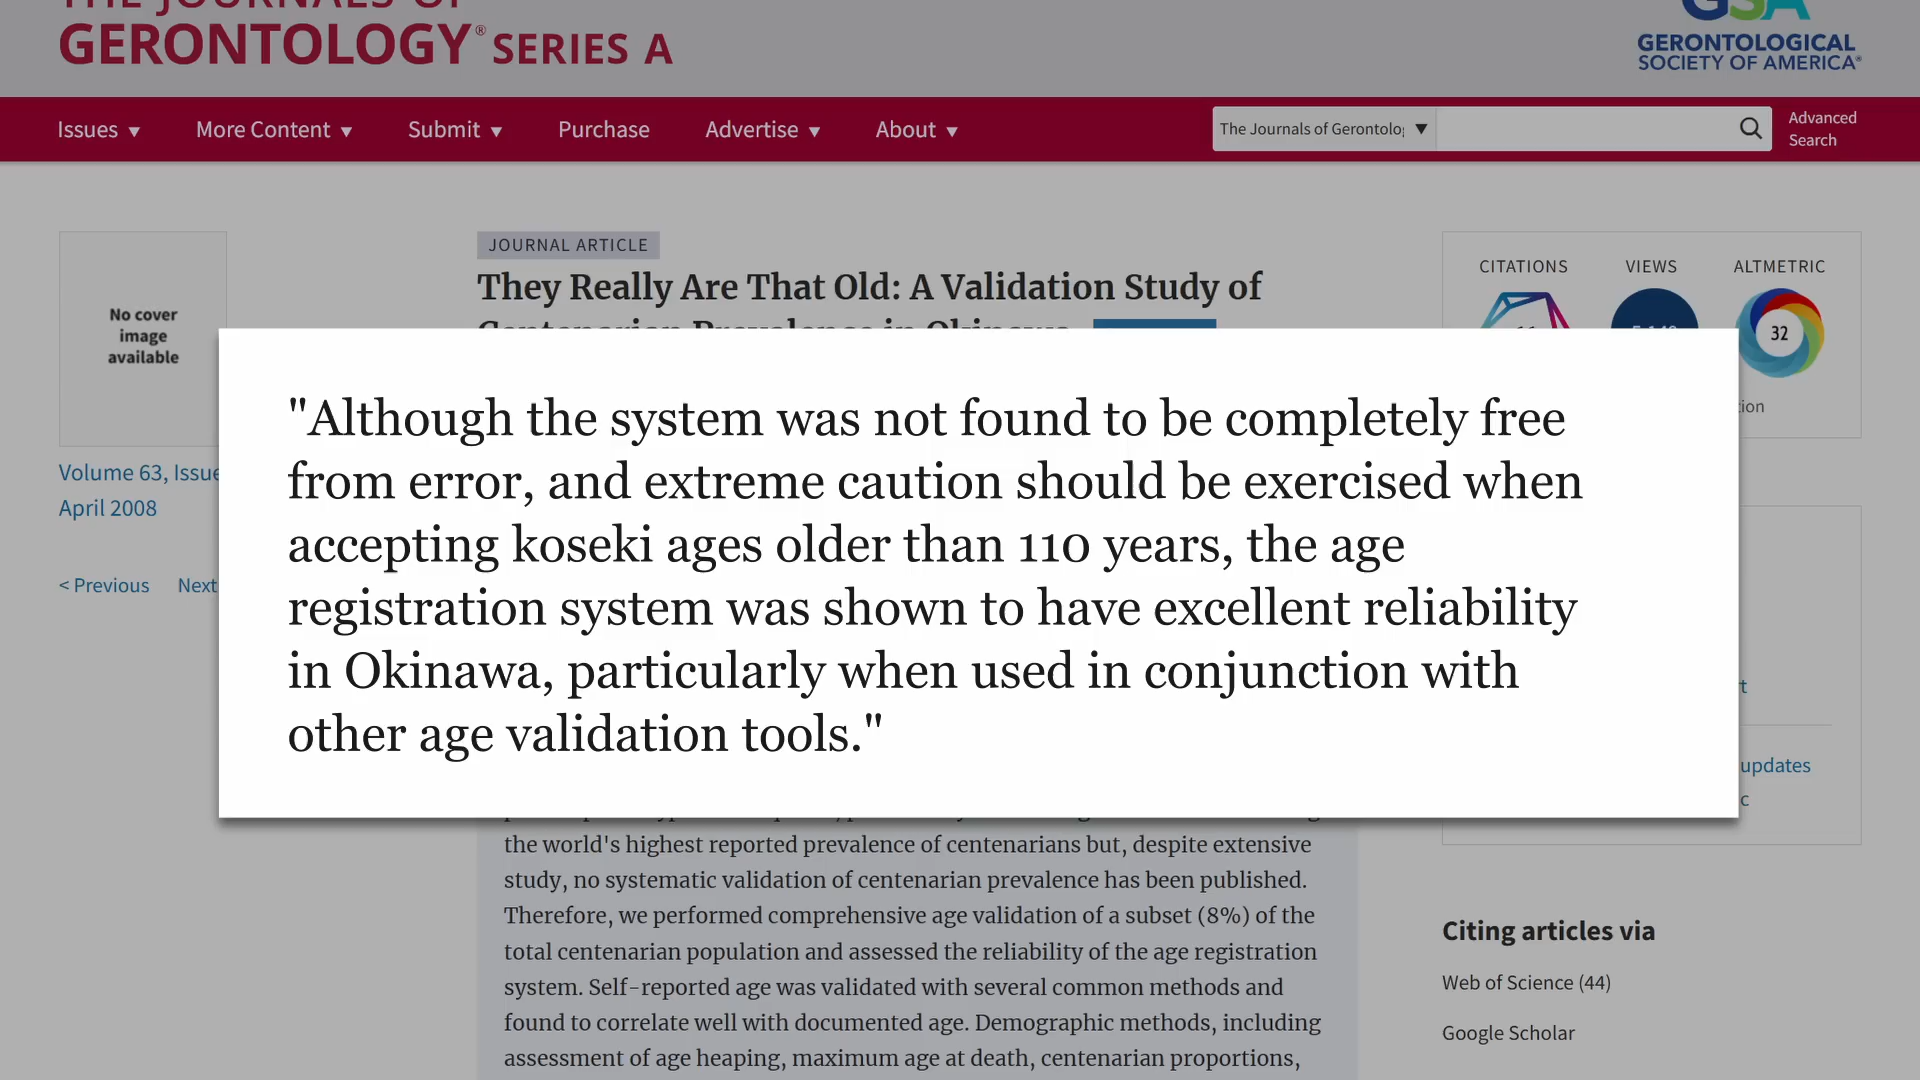 THE JOURNALS OF
GERONTOLOGY® SERIES A
GSA
GERONTOLOGICAL
SOCIETY OF AMERICA®
Issues ▼ More Content ▼ Submit ▼ Purchase Advertise ▼ About ▼
The Journals of Gerontolo ▼
Advanced
Search
No cover
image
available
Volume 63, Issue
April 2008
< Previous Next
JOURNAL ARTICLE
They Really Are That Old: A Validation Study of
Centenarian Prevalence in Okinawa
CITATIONS VIEWS ALTMETRIC
32
"Although the system was not found to be completely free
from error, and extreme caution should be exercised when
accepting koseki ages older than 110 years, the age
registration system was shown to have excellent reliability
in Okinawa, particularly when used in conjunction with
other age validation tools."
updates
the world's highest reported prevalence of centenarians but, despite extensive
study, no systematic validation of centenarian prevalence has been published.
Therefore, we performed comprehensive age validation of a subset (8%) of the
total centenarian population and assessed the reliability of the age registration
system. Self-reported age was validated with several common methods and
found to correlate well with documented age. Demographic methods, including
assessment of age heaping, maximum age at death, centenarian proportions,
Citing articles via
Web of Science (44)
Google Scholar